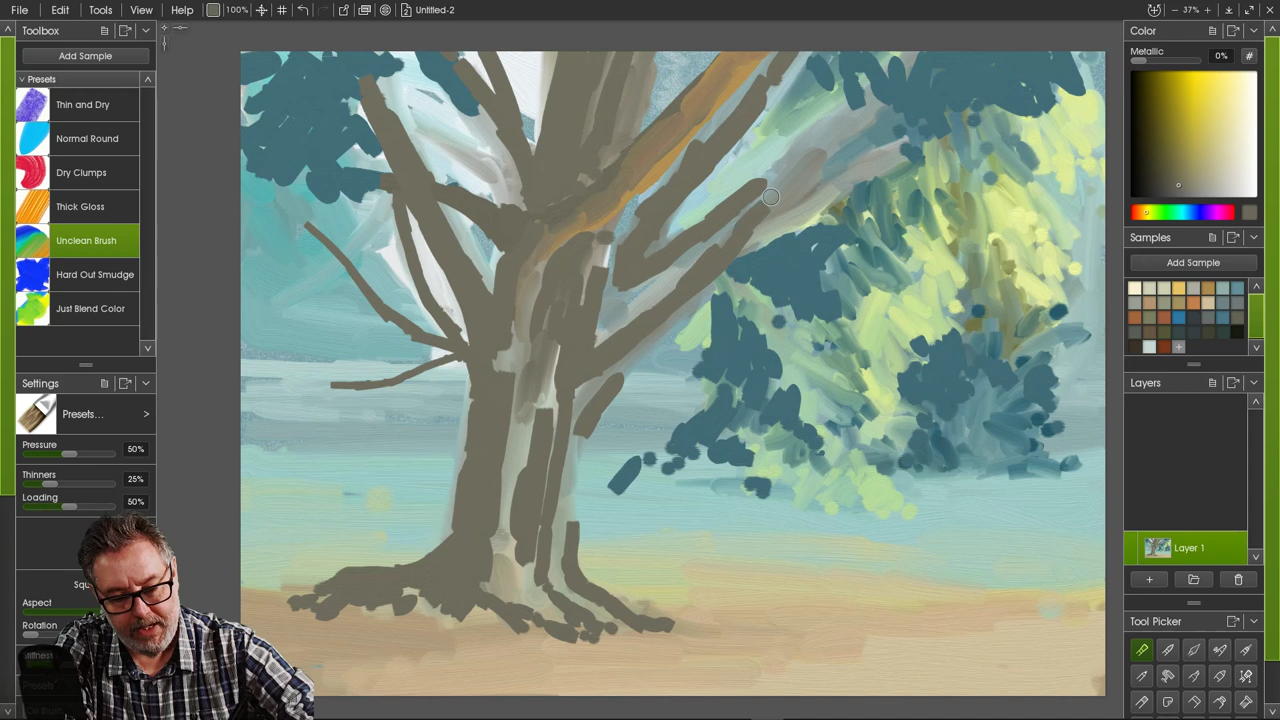 File Edit Tools View Help 100% Untitled-2 37%
Toolbox
Add Sample
Presets
Thin and Dry
Normal Round
Dry Clumps
Thick Gloss
Unclean Brush
Hard Out Smudge
Just Blend Color
Settings
Presets... >
Pressure
50%
Thinners
25%
Loading
50%
Aspect
Rotation
Stiffness
Color
Metallic
0% #
Samples
Add Sample
Layers
Layer 1
Tool Picker